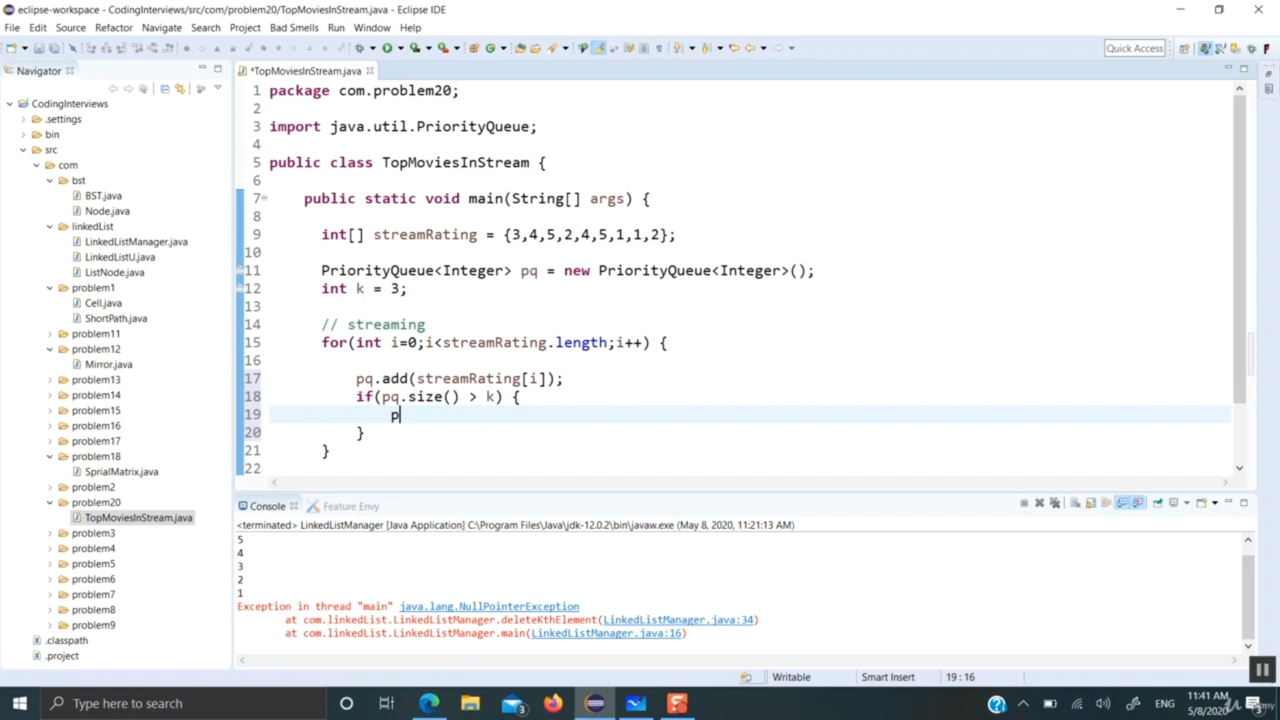 eclipse-workspace - CodingInterviews/src/com/problem20/TopMoviesInStream.java - Eclipse IDE
File Edit Source Refactor Navigate Search Project Bad Smells Run Window Help
Quick Access
Navigator
*TopMoviesInStream.java
CodingInterviews
.settings
bin
src
com
bst
BST.java
Node.java
linkedList
LinkedListManager.java
LinkedListU.java
ListNode.java
problem1
Cell.java
ShortPath.java
problem11
problem12
Mirror.java
problem13
problem14
problem15
problem16
problem17
problem18
SprialMatrix.java
problem2
problem20
TopMoviesInStream.java
problem3
problem4
problem5
problem6
problem7
problem8
problem9
.classpath
.project
1 package com.problem20;
2
3 import java.util.PriorityQueue;
4
5 public class TopMoviesInStream {
6
7 public static void main(String[] args) {
8
9 int[] streamRating = {3,4,5,2,4,5,1,1,2};
10
11 PriorityQueue<Integer> pq = new PriorityQueue<Integer>();
12 int k = 3;
13
14 // streaming
15 for(int i=0;i<streamRating.length;i++) {
16
17 pq.add(streamRating[i]);
18 if(pq.size() > k) {
19 p
20 }
21 }
22
Console Feature Envy
<terminated> LinkedListManager [Java Application] C:\Program Files\Java\jdk-12.0.2\bin\javaw.exe (May 8, 2020, 11:21:13 AM)
5
4
3
2
1
Exception in thread "main" java.lang.NullPointerException
at com.linkedList.LinkedListManager.deleteKthElement(LinkedListManager.java:34)
at com.linkedList.LinkedListManager.main(LinkedListManager.java:16)
Writable Smart Insert 19 : 16
Type here to search
3
ENG
11:41 AM
5/8/2020
3